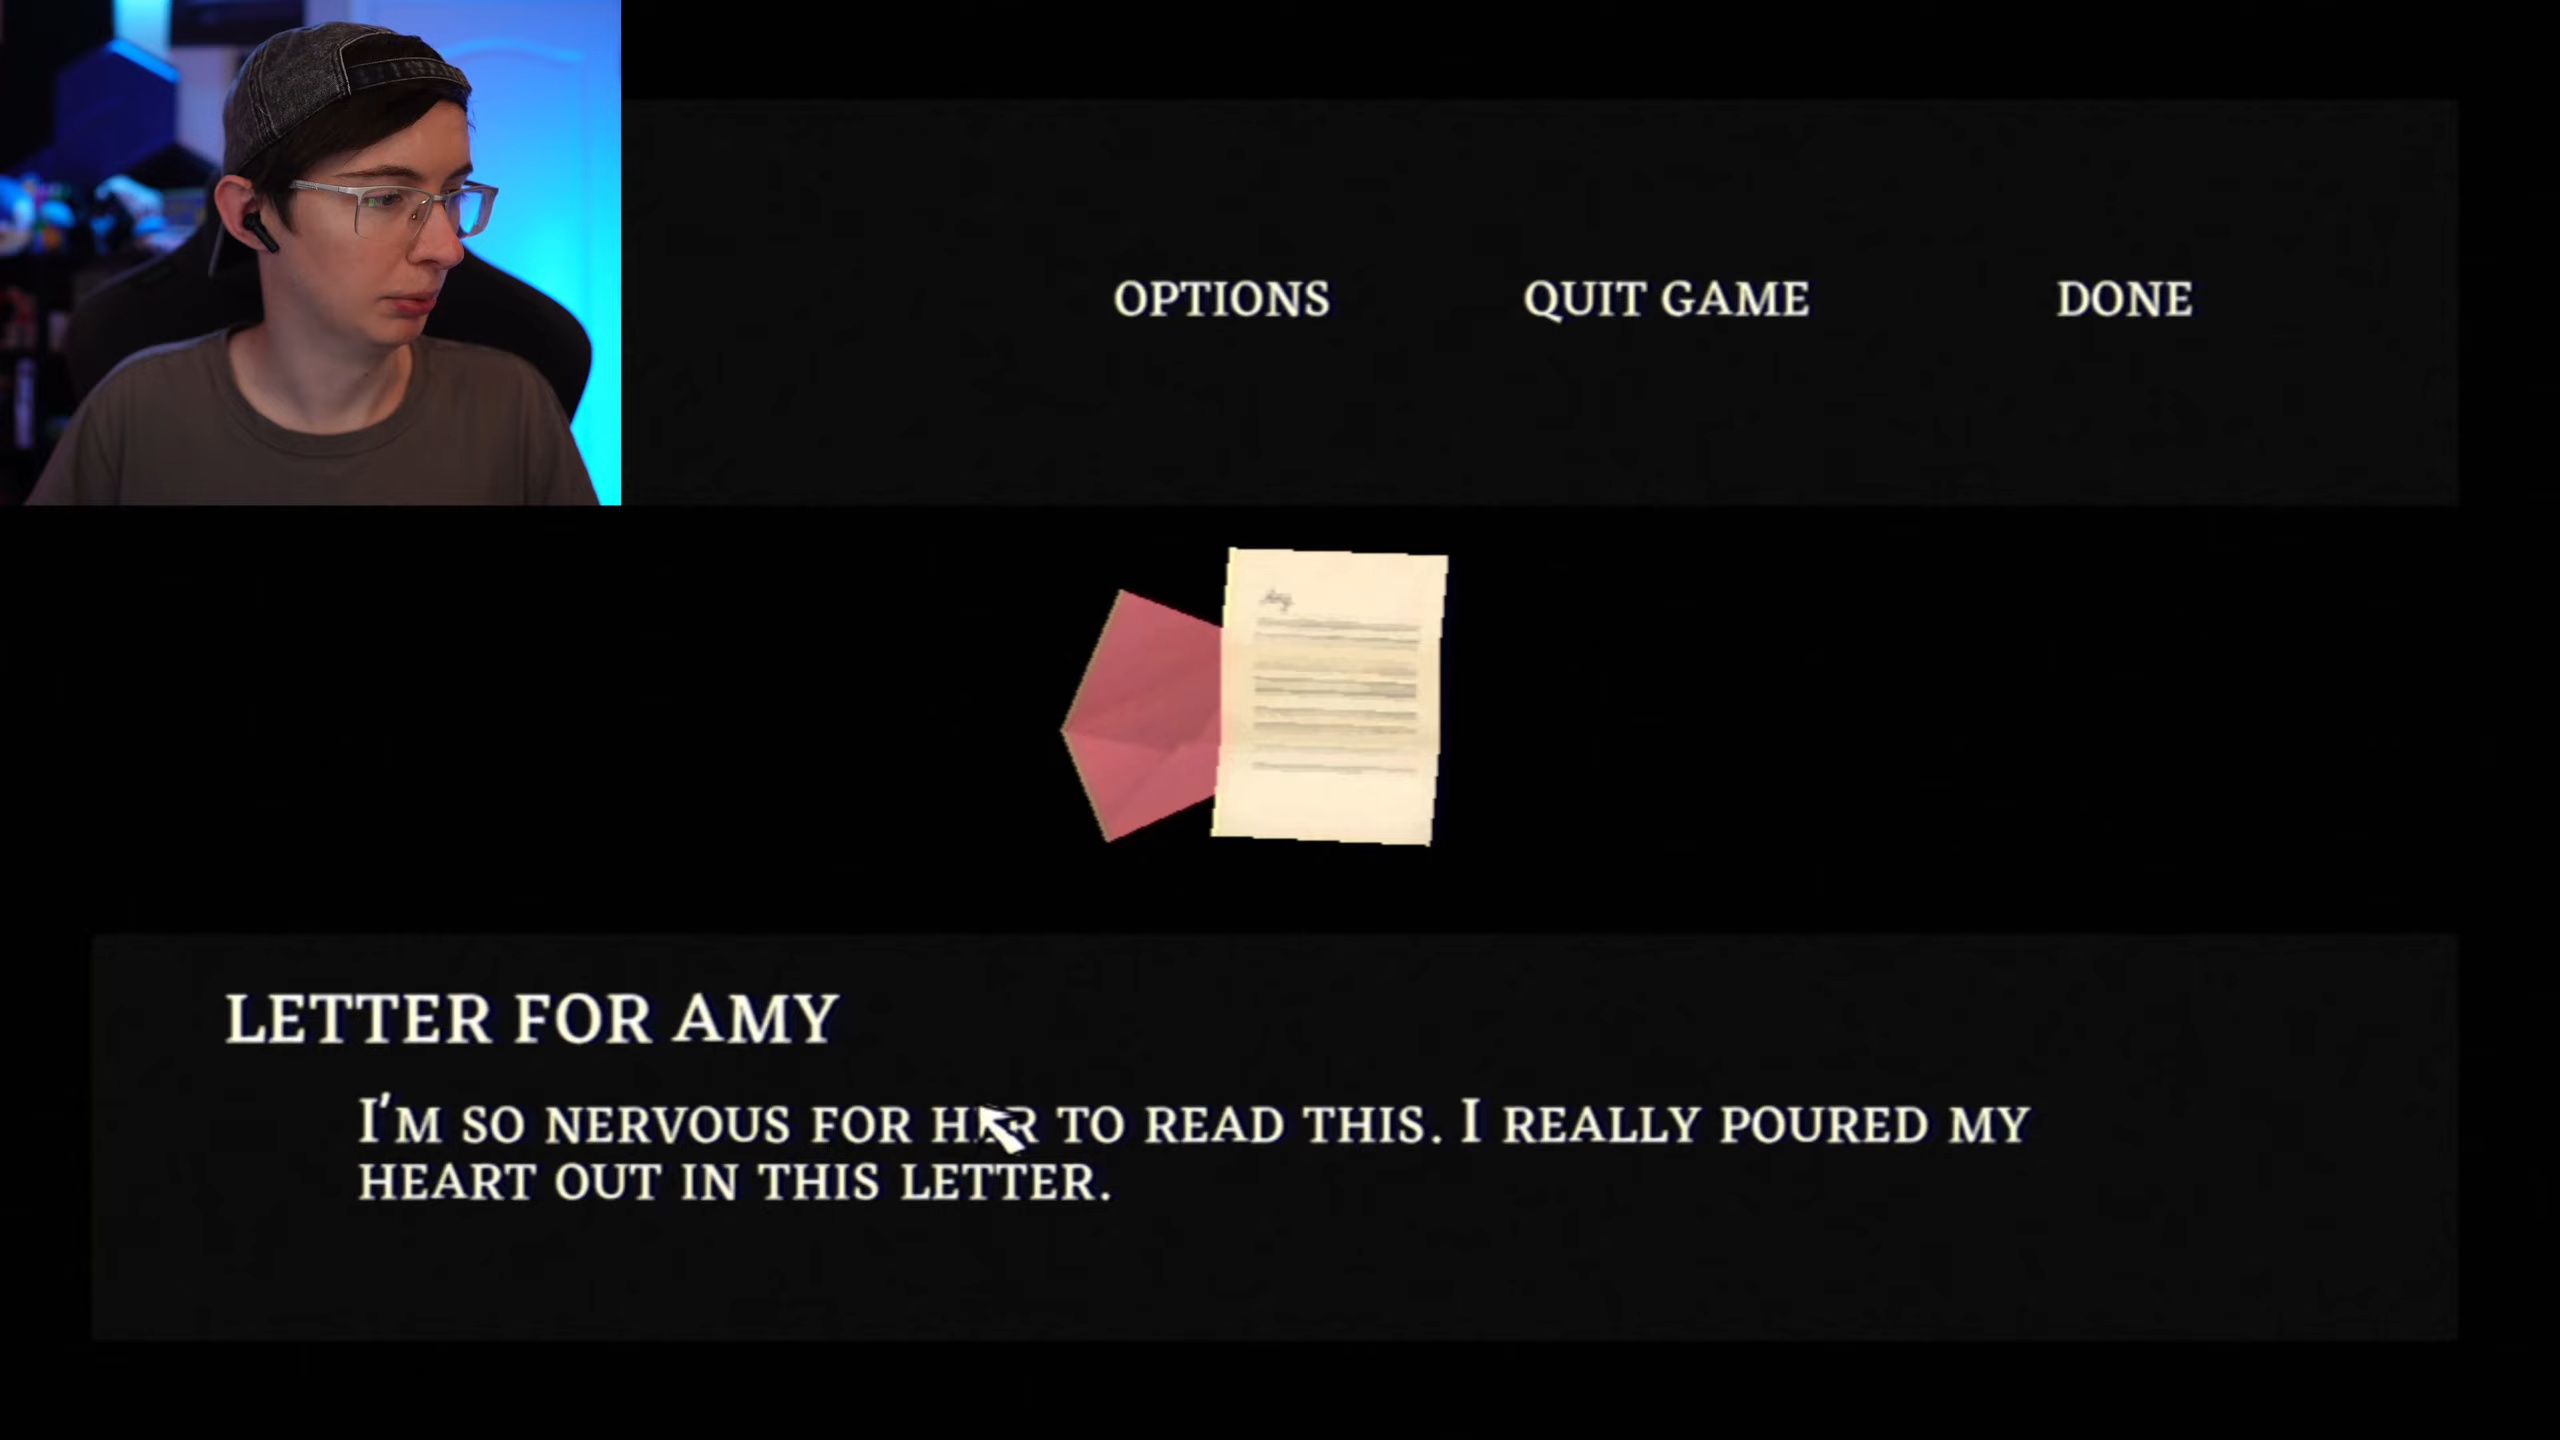 OPTIONS QUIT GAME DONE
Amy
LETTER FOR AMY
I'M SO NERVOUS FOR HER TO READ THIS. I REALLY POURED MY
HEART OUT IN THIS LETTER.